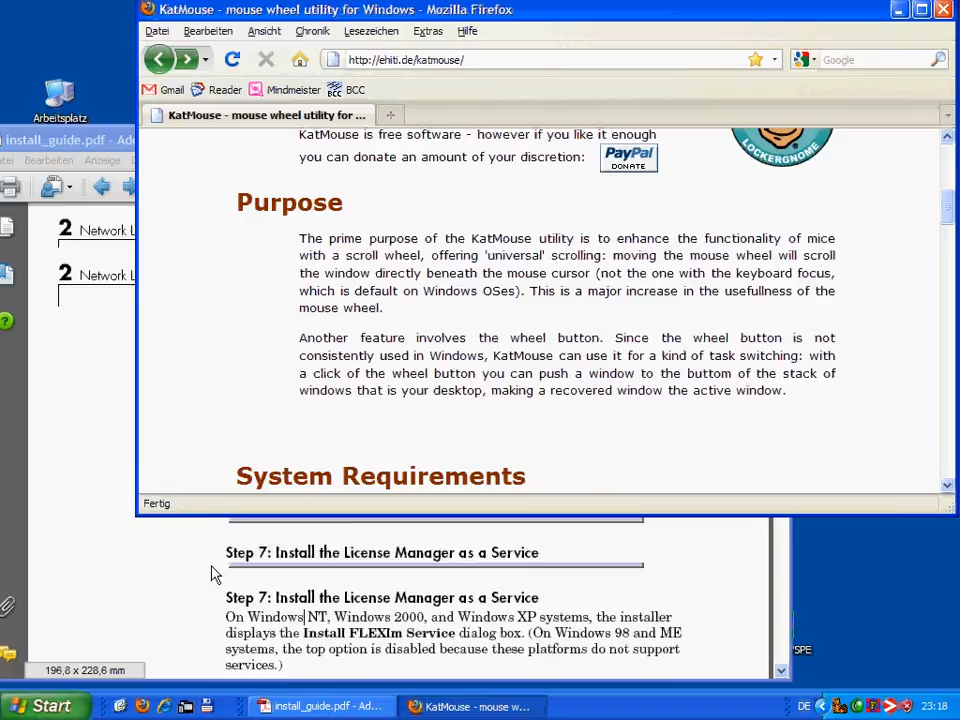 KatMouse - mouse wheel utility for Windows - Mozilla Firefox
Datei Bearbeiten Ansicht Chronik Lesezeichen Extras Hilfe
http://ehiti.de/katmouse/
Google
Gmail Reader Mindmeister BCC BCC
KatMouse - mouse wheel utility for ...
Arbeitsplatz
install_guide.pdf - Ado
Bearbeiten Anzeige
KatMouse is free software - however if you like it enough
you can donate an amount of your discretion:
PayPal
DONATE
LOCKERGNOME
Purpose
The prime purpose of the KatMouse utility is to enhance the functionality of mice
with a scroll wheel, offering 'universal' scrolling: moving the mouse wheel will scroll
the window directly beneath the mouse cursor (not the one with the keyboard focus,
which is default on Windows OSes). This is a major increase in the usefullness of the
mouse wheel.
Another feature involves the wheel button. Since the wheel button is not
consistently used in Windows, KatMouse can use it for a kind of task switching: with
a click of the wheel button you can push a window to the buttom of the stack of
windows that is your desktop, making a recovered window the active window.
System Requirements
Fertig
2 Network L
2 Network L
Step 7: Install the License Manager as a Service
Step 7: Install the License Manager as a Service
On Windows NT, Windows 2000, and Windows XP systems, the installer
displays the Install FLEXlm Service dialog box. (On Windows 98 and ME
systems, the top option is disabled because these platforms do not support
services.)
196,8 x 228,6 mm
/SPE
Start
install_guide.pdf - Ad...
KatMouse - mouse w...
DE
23:18